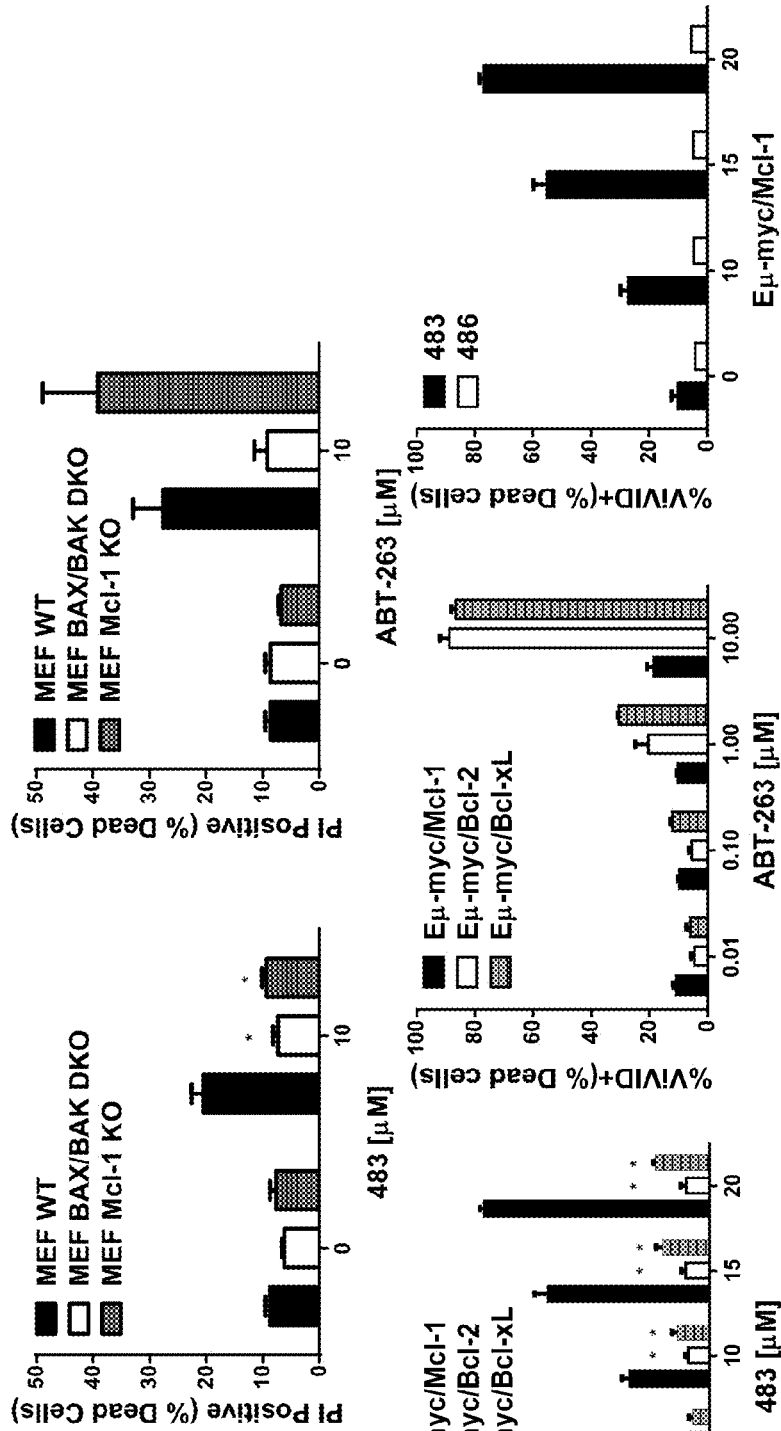 MEF WT
MEF BAX/BAK DKO
MEF Mcl-1 KO
PI Positive (% Dead Cells)
50
40
30
20
10
0
0
10
*
*
483 [µM]
MEF WT
MEF BAX/BAK DKO
MEF Mcl-1 KO
PI Positive (% Dead Cells)
50
40
30
20
10
0
0
10
ABT-263 [µM]
myc/Mcl-1
myc/Bcl-2
myc/Bcl-xL
10
15
20
*
*
*
*
*
*
483 [µM]
Eµ-myc/Mcl-1
Eµ-myc/Bcl-2
Eµ-myc/Bcl-xL
%ViVID+(% Dead cells)
100
80
60
40
20
0
0.01
0.10
1.00
10.00
ABT-263 [µM]
483
486
%ViVID+(% Dead cells)
100
80
60
40
20
0
0
10
15
20
Eµ-myc/Mcl-1